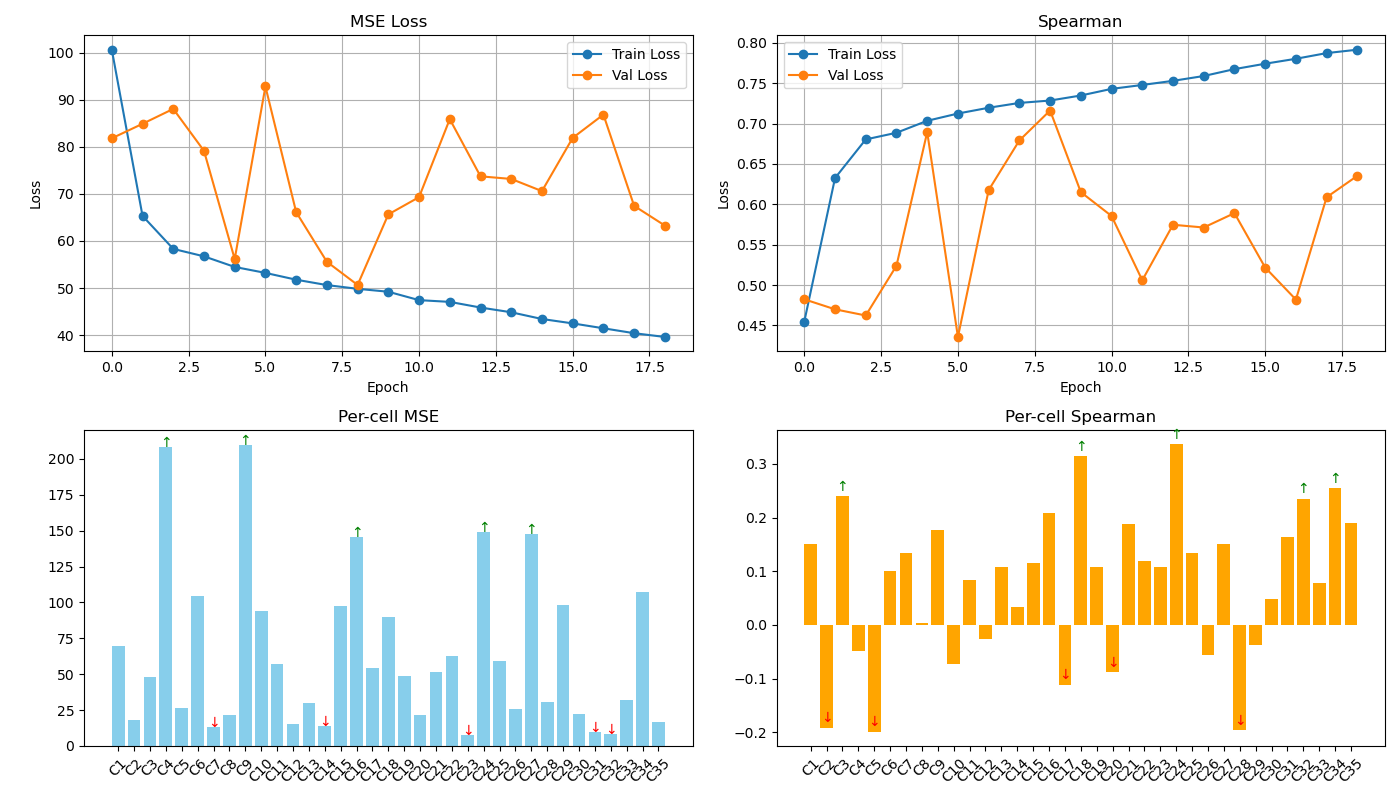 MSE Loss
100
90
80
70
60
50
40
Loss
Train Loss
Val Loss
0.0 2.5 5.0 7.5 10.0 12.5 15.0 17.5
Epoch
Spearman
0.80
0.75
0.70
0.65
0.60
0.55
0.50
0.45
Loss
Train Loss
Val Loss
0.0 2.5 5.0 7.5 10.0 12.5 15.0 17.5
Epoch
Per-cell MSE
200
175
150
125
100
75
50
25
0
↑ ↓ ↑ ↓ ↑ ↓ ↑ ↑ ↓ ↓
C1 C2 C3 C4 C5 C6 C7 C8 C9 C10 C11 C12 C13 C14 C15 C16 C17 C18 C19 C20 C21 C22 C23 C24 C25 C26 C27 C28 C29 C30 C31 C32 C33 C34 C35
Per-cell Spearman
0.3
0.2
0.1
0.0
−0.1
−0.2
↓ ↑ ↓ ↓ ↑ ↓ ↑ ↓ ↑ ↑
C1 C2 C3 C4 C5 C6 C7 C8 C9 C10 C11 C12 C13 C14 C15 C16 C17 C18 C19 C20 C21 C22 C23 C24 C25 C26 C27 C28 C29 C30 C31 C32 C33 C34 C35